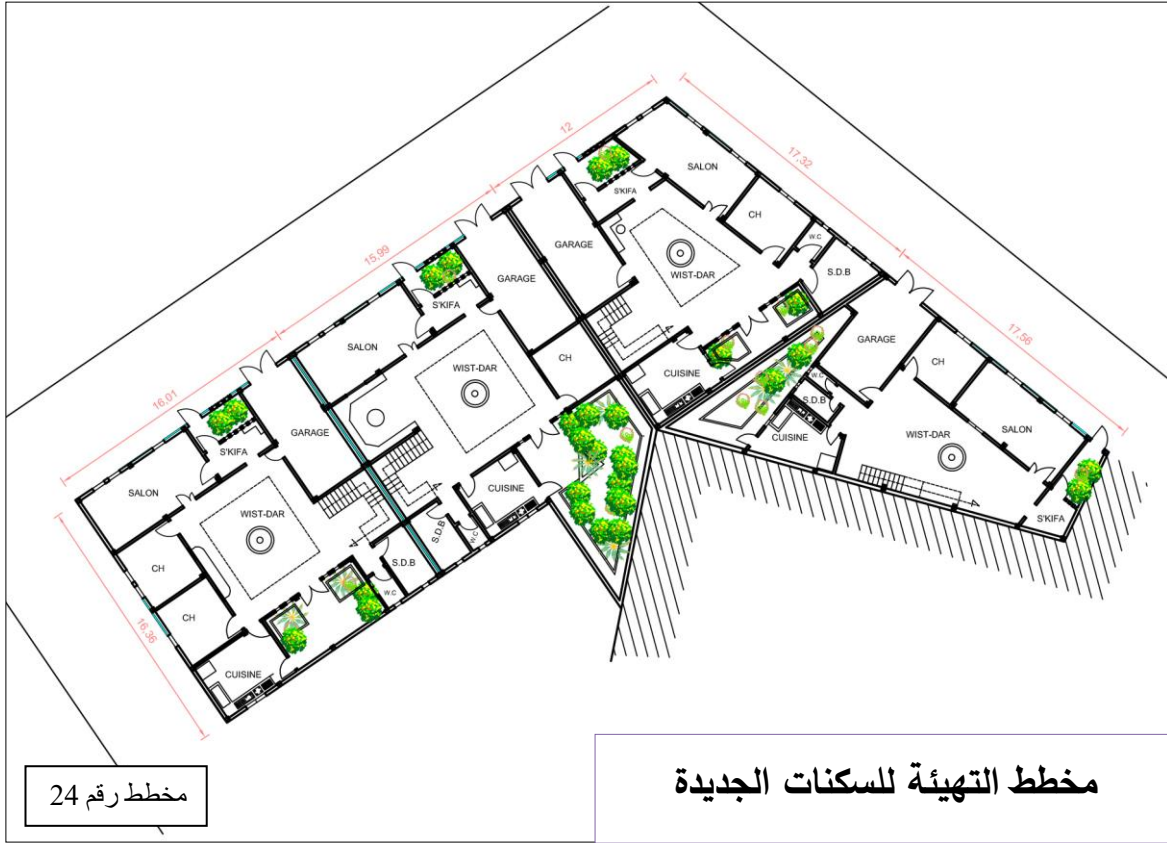 12
17,32
SALON
S'KIFA
CH
W.C
GARAGE
WIST-DAR
S.D.B
CUISINE
15,99
GARAGE
S'KIFA
SALON
CH
WIST-DAR
CUISINE
S.D.B
W.C
17,56
GARAGE
CH
W.C
S.D.B
SALON
CUISINE
WIST-DAR
S'KIFA
16,01
GARAGE
S'KIFA
SALON
WIST-DAR
CH
S.D.B
CH
W.C
16,36
CUISINE
مخطط التهيئة للسكنات الجديدة
مخطط رقم 24